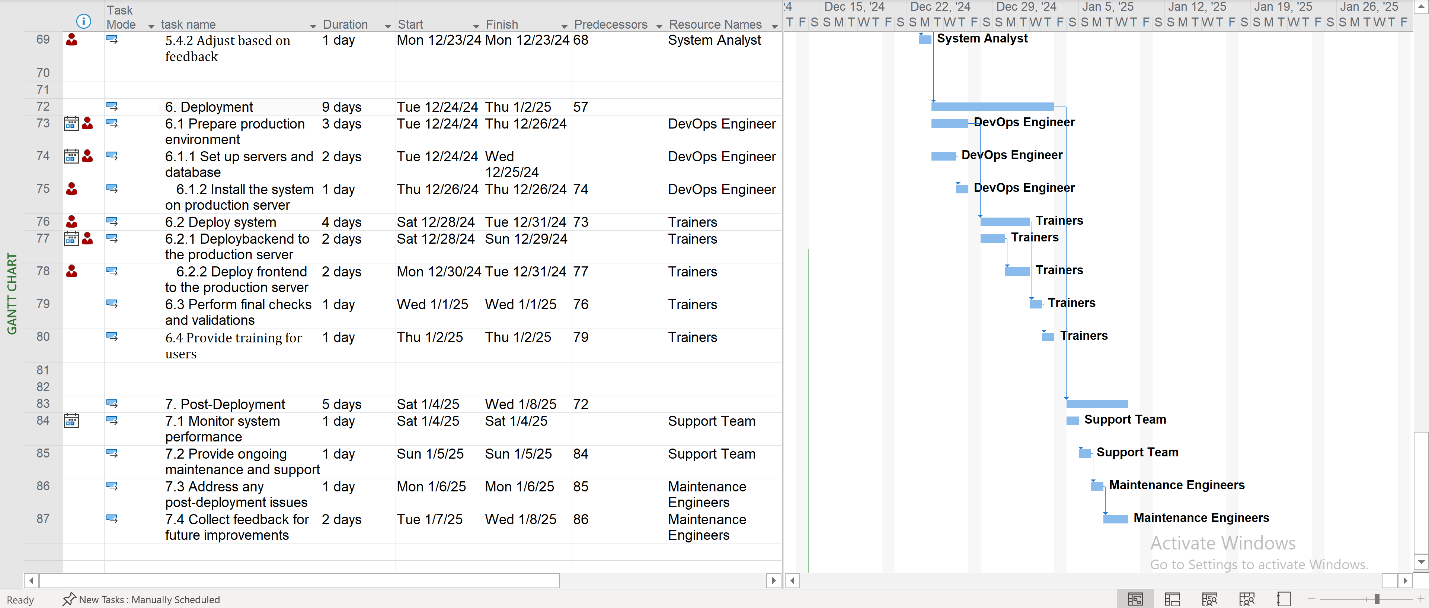 Task
Mode task name Duration Start Finish Predecessors Resource Names
'4 Dec 15, '24 Dec 22, '24 Dec 29, '24 Jan 5, '25 Jan 12, '25 Jan 19, '25 Jan 26, '25
T F S S M T W T F S S M T W T F S S M T W T F S S M T W T F S S M T W T F S S M T W T F S S M T W T F
69 5.4.2 Adjust based on 1 day Mon 12/23/24 Mon 12/23/24 68 System Analyst System Analyst
feedback
70
71
72 6. Deployment 9 days Tue 12/24/24 Thu 1/2/25 57
73 6.1 Prepare production 3 days Tue 12/24/24 Thu 12/26/24 DevOps Engineer DevOps Engineer
environment
74 6.1.1 Set up servers and 2 days Tue 12/24/24 Wed DevOps Engineer DevOps Engineer
database 12/25/24
75 6.1.2 Install the system 1 day Thu 12/26/24 Thu 12/26/24 74 DevOps Engineer DevOps Engineer
on production server
76 6.2 Deploy system 4 days Sat 12/28/24 Tue 12/31/24 73 Trainers Trainers
77 6.2.1 Deploybackend to 2 days Sat 12/28/24 Sun 12/29/24 Trainers Trainers
the production server
78 6.2.2 Deploy frontend 2 days Mon 12/30/24 Tue 12/31/24 77 Trainers Trainers
to the production server
79 6.3 Perform final checks 1 day Wed 1/1/25 Wed 1/1/25 76 Trainers Trainers
and validations
80 6.4 Provide training for 1 day Thu 1/2/25 Thu 1/2/25 79 Trainers Trainers
users
81
82
83 7. Post-Deployment 5 days Sat 1/4/25 Wed 1/8/25 72
84 7.1 Monitor system 1 day Sat 1/4/25 Sat 1/4/25 Support Team Support Team
performance
85 7.2 Provide ongoing 1 day Sun 1/5/25 Sun 1/5/25 84 Support Team Support Team
maintenance and support
86 7.3 Address any 1 day Mon 1/6/25 Mon 1/6/25 85 Maintenance Maintenance Engineers
post-deployment issues Engineers
87 7.4 Collect feedback for 2 days Tue 1/7/25 Wed 1/8/25 86 Maintenance Maintenance Engineers
future improvements Engineers
GANTT CHART
Activate Windows
Go to Settings to activate Windows.
Ready New Tasks : Manually Scheduled